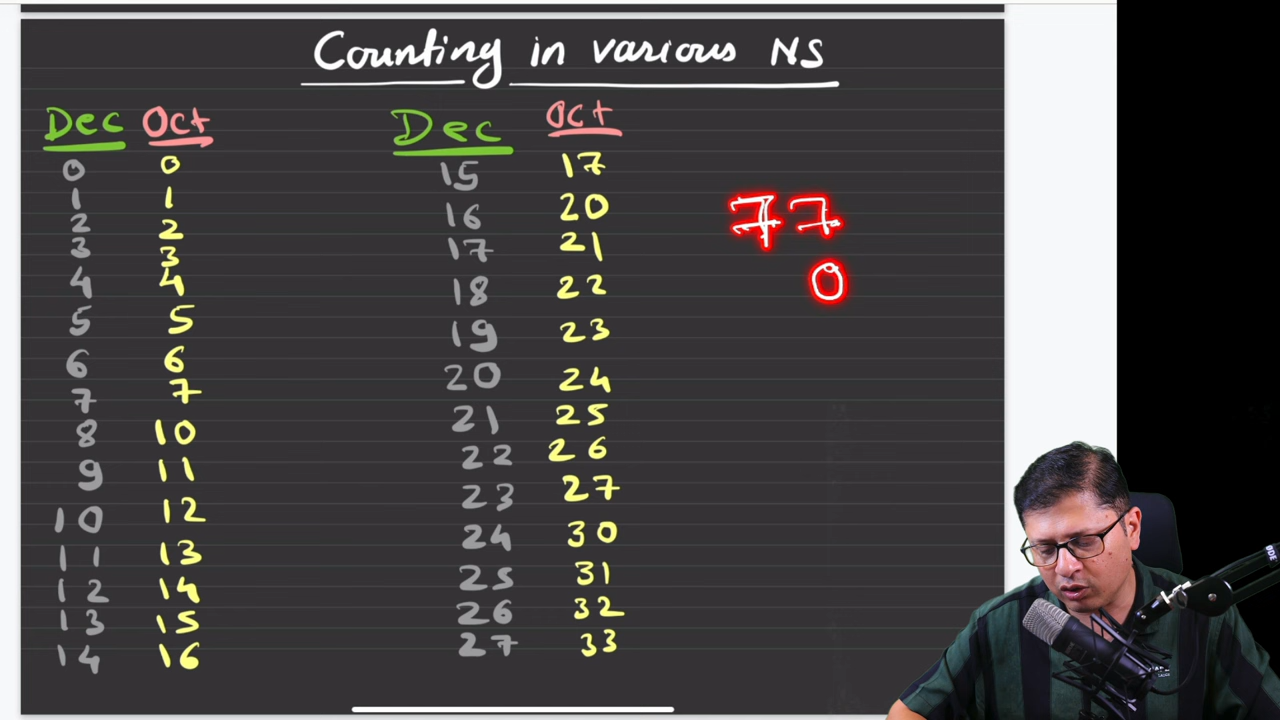 Counting in various NS
Dec Oct Dec Oct
0 0 15 17
1 1 16 20
2 2 17 21
3 3 18 22
4 4 19 23
5 5 20 24
6 6 21 25
7 7 22 26
8 10 23 27
9 11 24 30
10 12 25 31
11 13 26 32
12 14 27 33
13 15
14 16
77
0